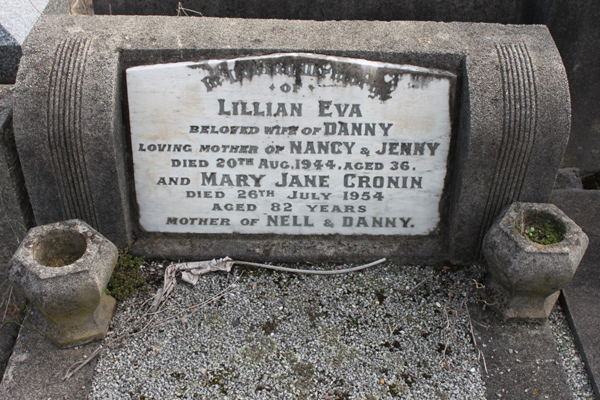 OF
LILLIAN EVA
BELOVED WIFE OF DANNY
LOVING MOTHER OF NANCY & JENNY
DIED 20TH AUG. 1944. AGED 36.
AND MARY JANE CRONIN
DIED 26TH JULY 1954
AGED 82 YEARS
MOTHER OF NELL & DANNY.